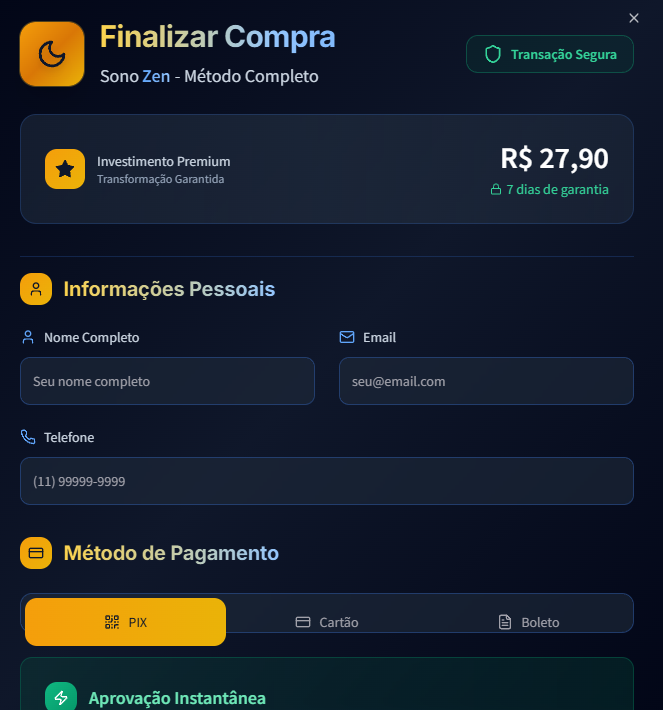 Finalizar Compra
Sono Zen - Método Completo
Transação Segura
Investimento Premium
Transformação Garantida
R$ 27,90
7 dias de garantia
Informações Pessoais
Nome Completo
Email
Seu nome completo
seu@email.com
Telefone
(11) 99999-9999
Método de Pagamento
PIX
Cartão
Boleto
Aprovação Instantânea